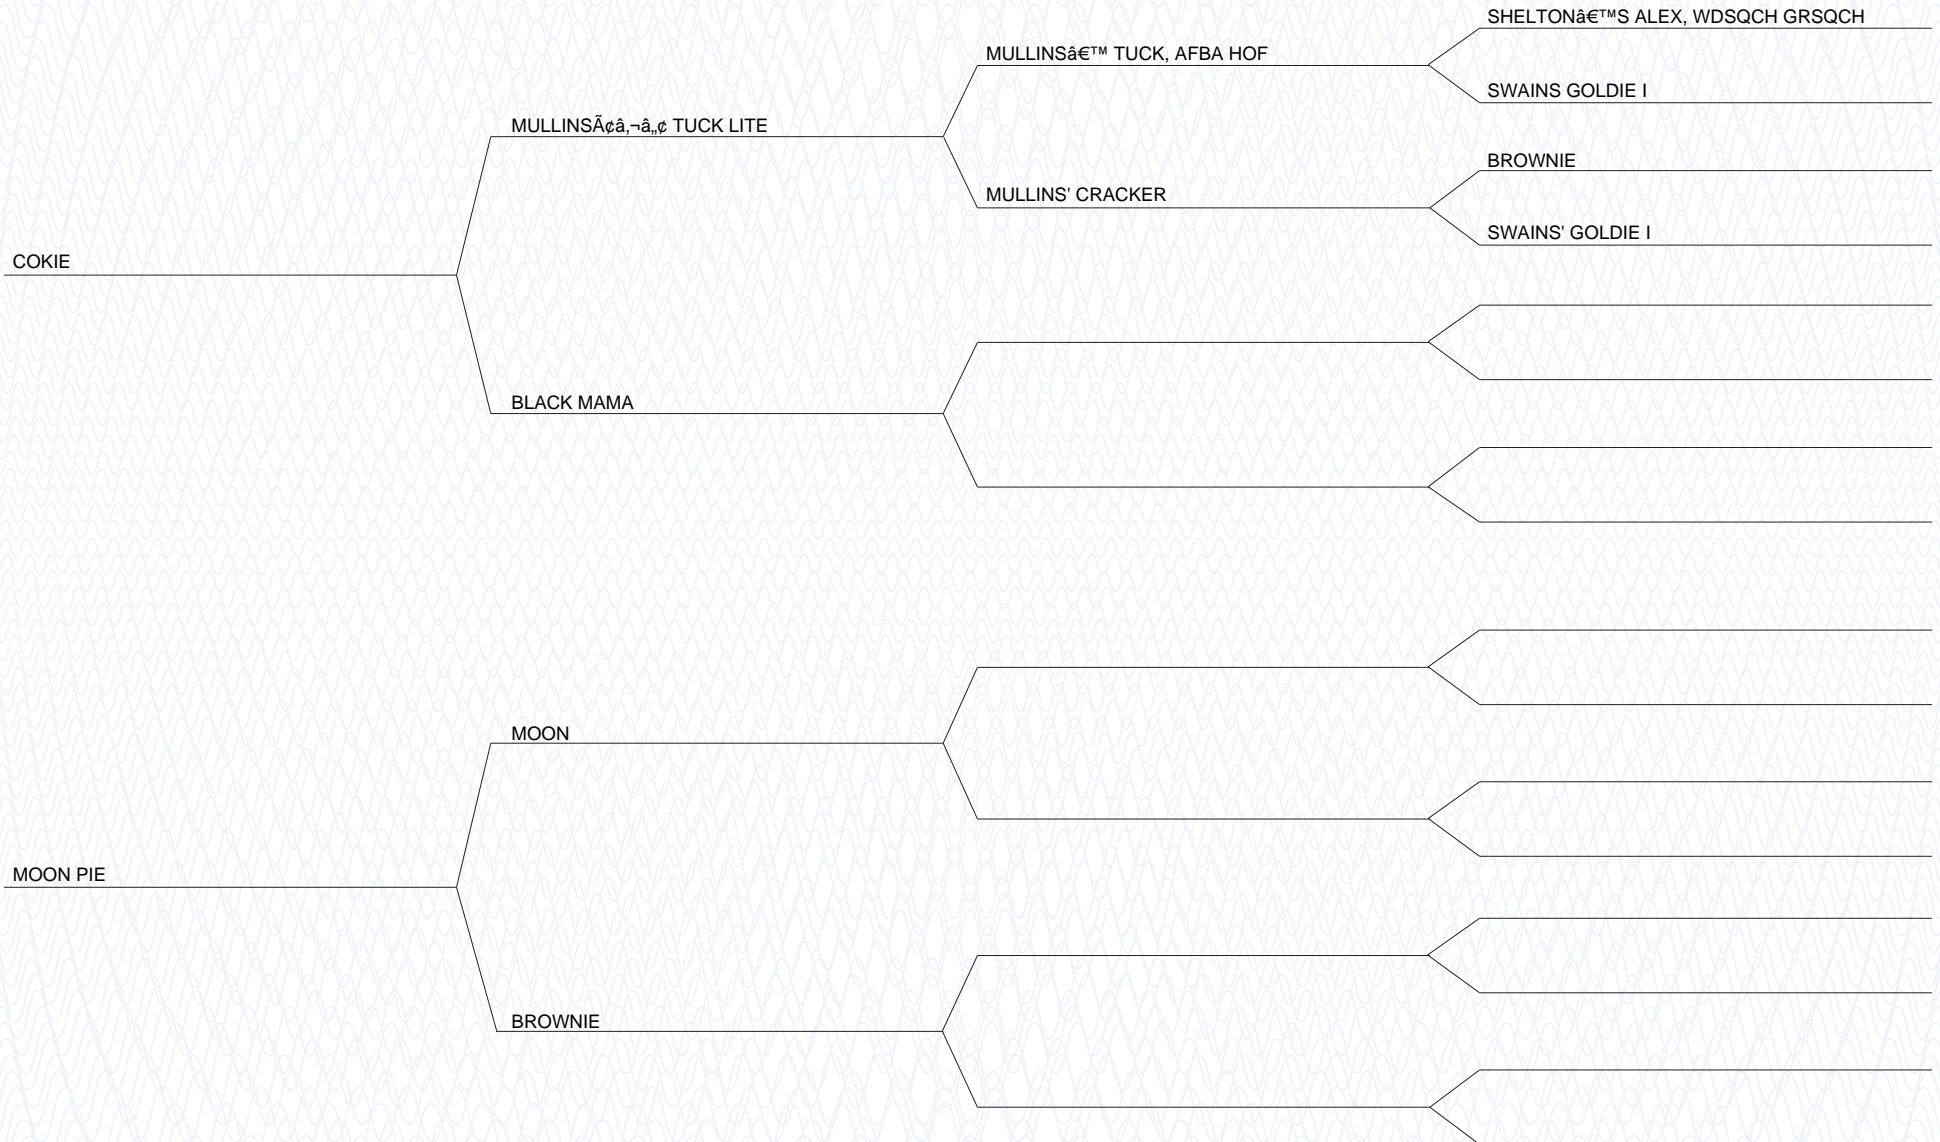 SHELTONâ€™S ALEX, WDSQCH GRSQCH
MULLINSâ€™ TUCK, AFBA HOF
SWAINS GOLDIE I
MULLINSÃ¢â‚¬â„¢ TUCK LITE
BROWNIE
MULLINS' CRACKER
SWAINS' GOLDIE I
COKIE
BLACK MAMA
MOON
MOON PIE
BROWNIE